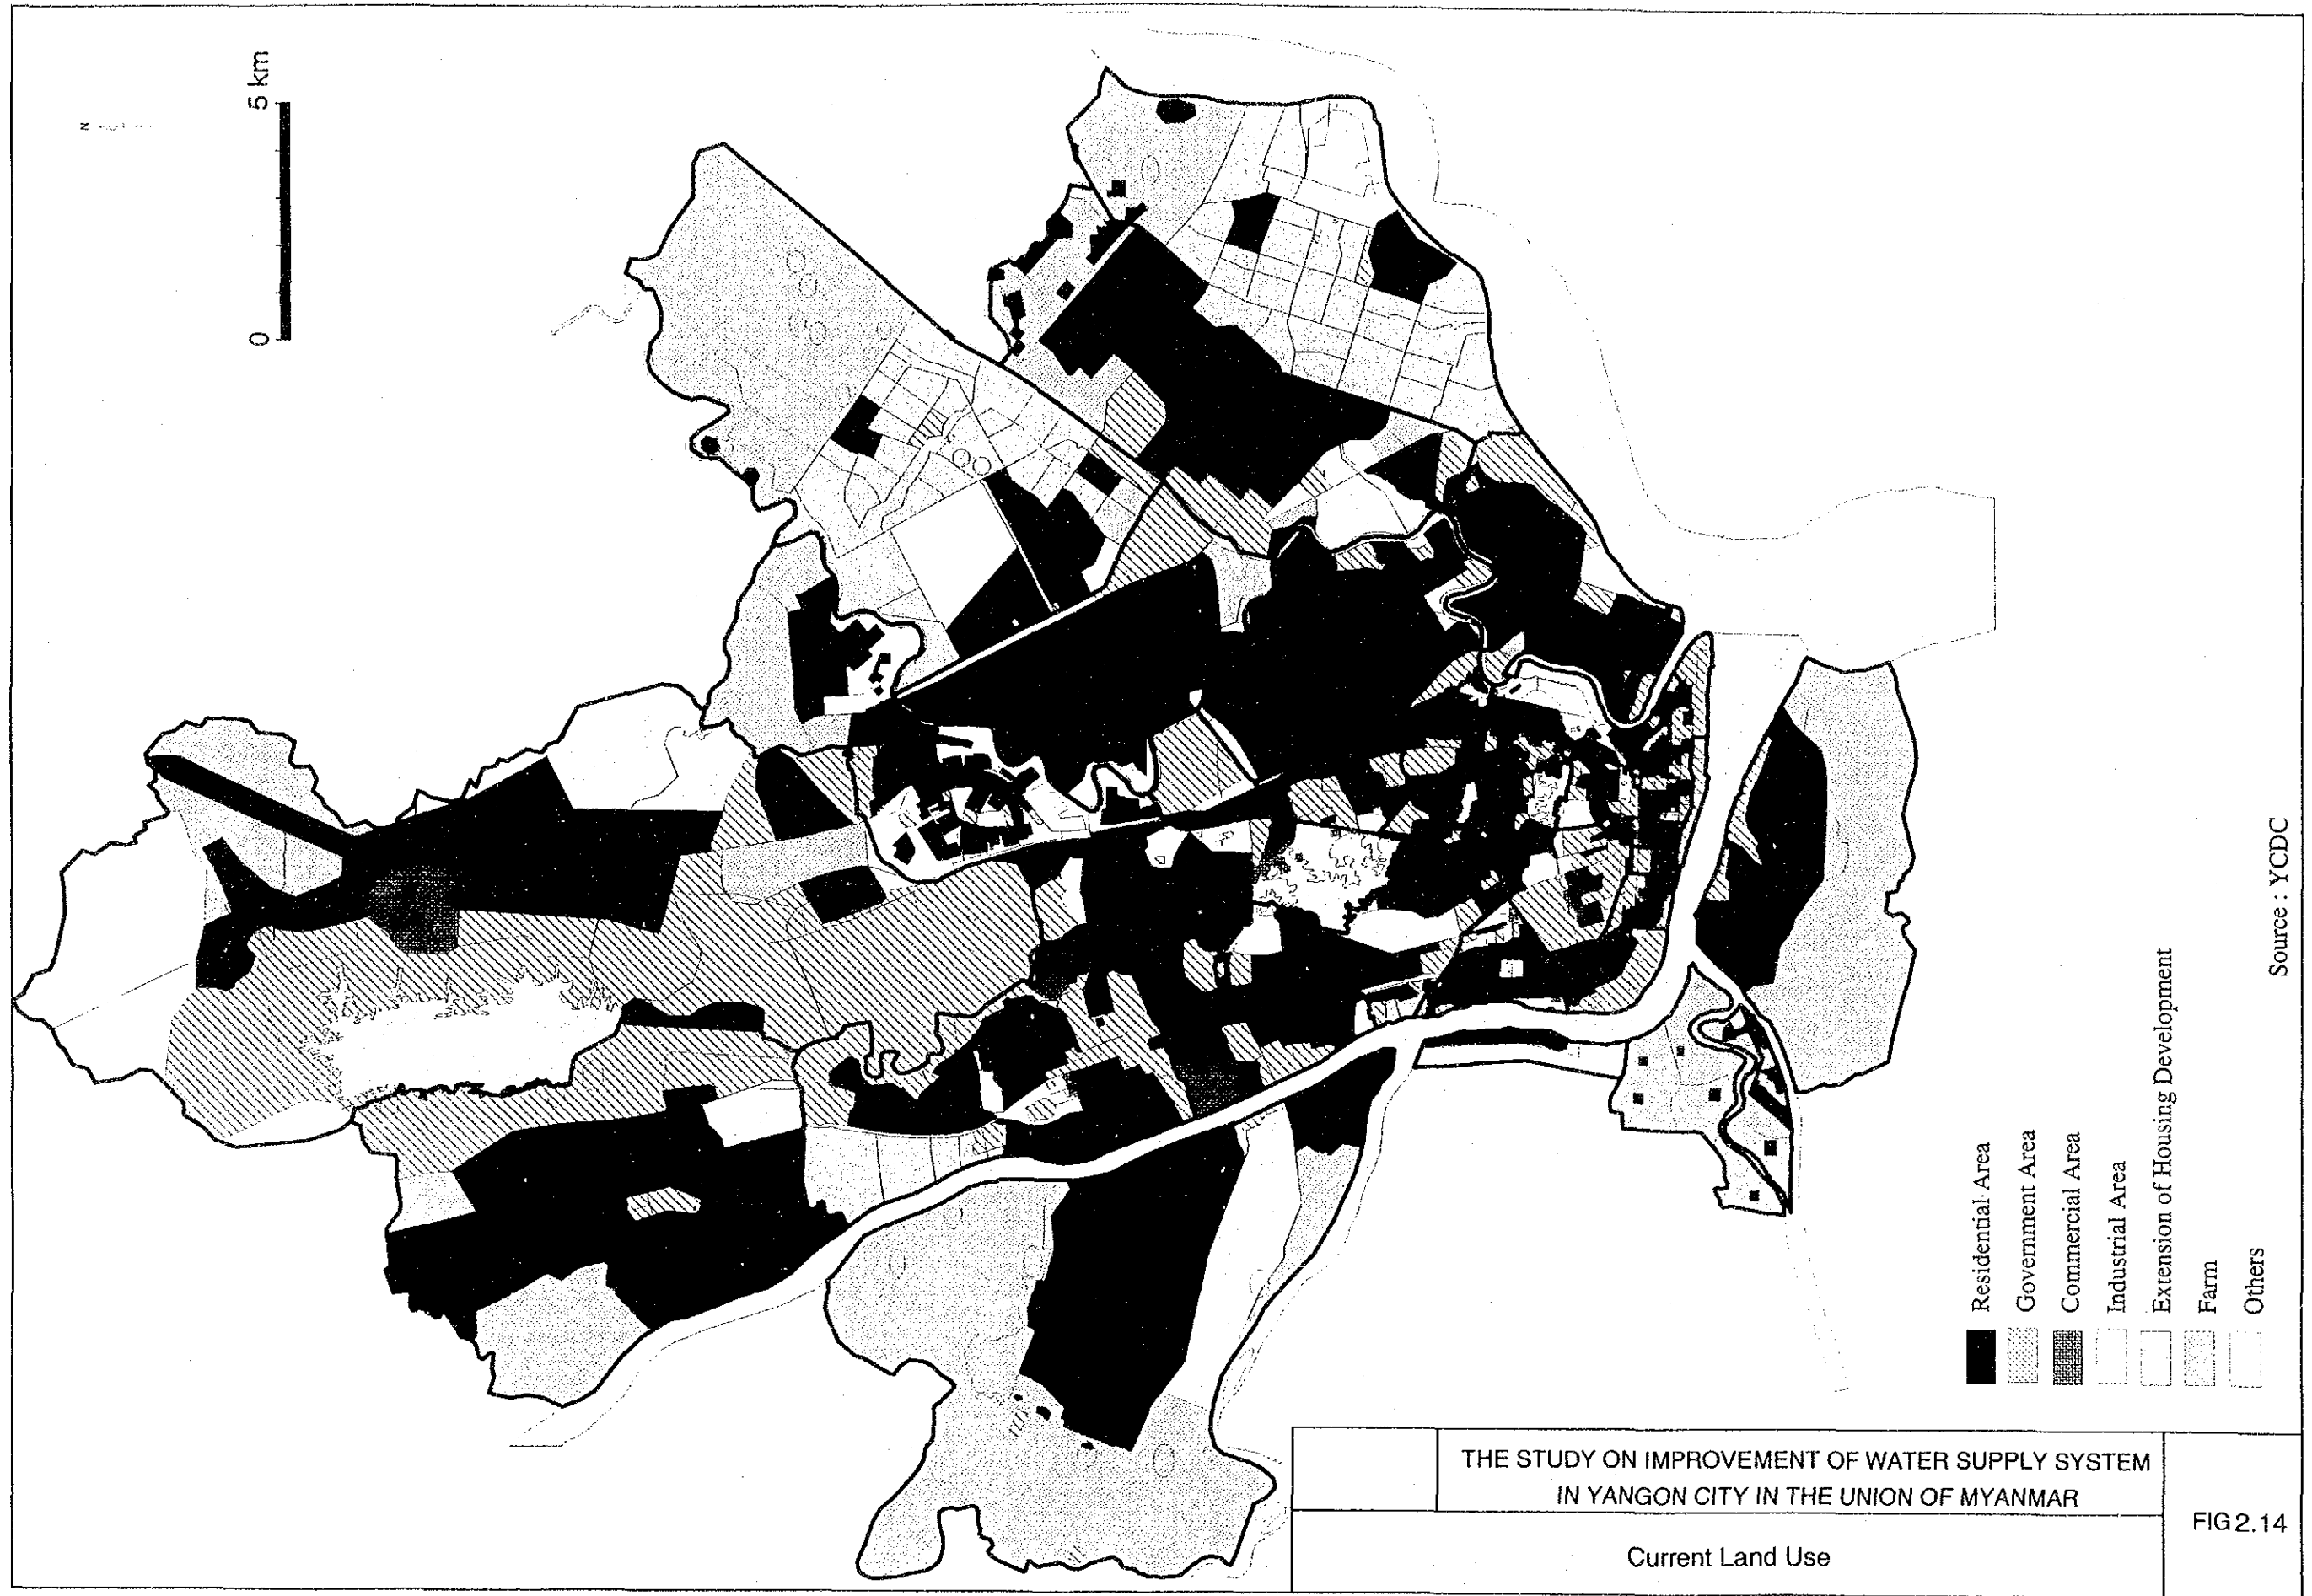 N
0 5 km
Residential Area
Government Area
Commercial Area
Industrial Area
Extension of Housing Development
Farm
Others
Source : YCDC
THE STUDY ON IMPROVEMENT OF WATER SUPPLY SYSTEM
IN YANGON CITY IN THE UNION OF MYANMAR
Current Land Use
FIG 2.14